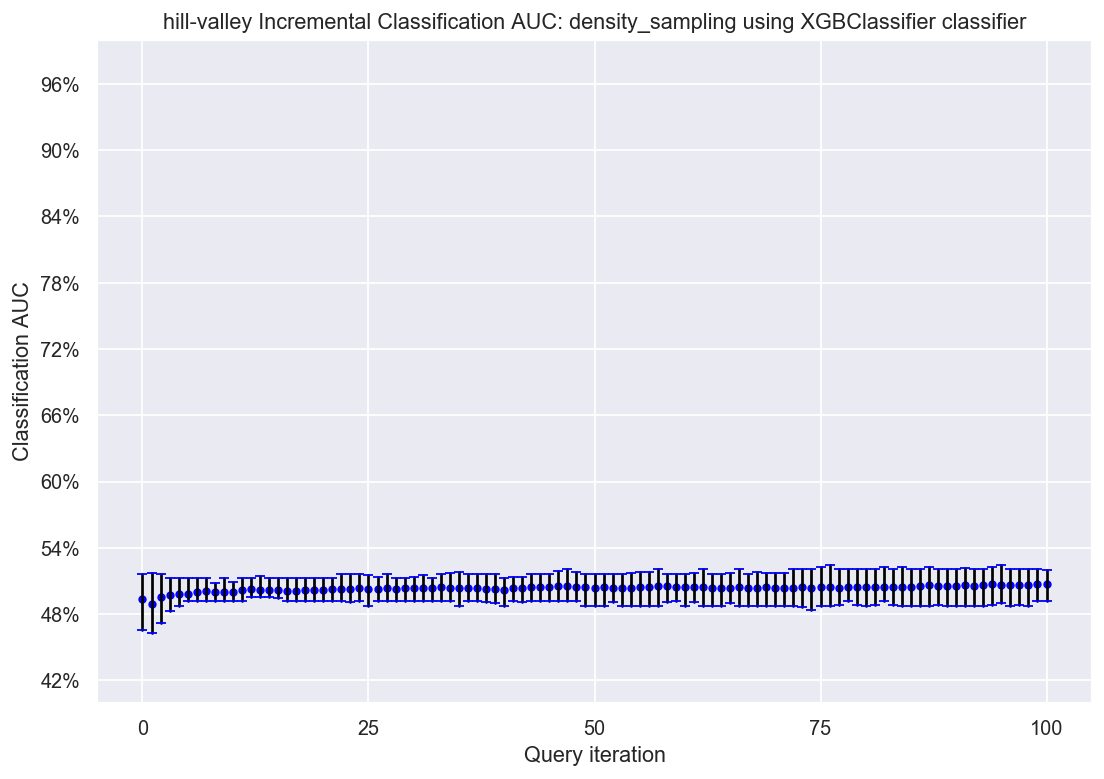 hill-valley Incremental Classification AUC: density_sampling using XGBClassifier classifier
96%
90%
84%
78%
72%
66%
60%
54%
48%
42%
Classification AUC
0 25 50 75 100
Query iteration